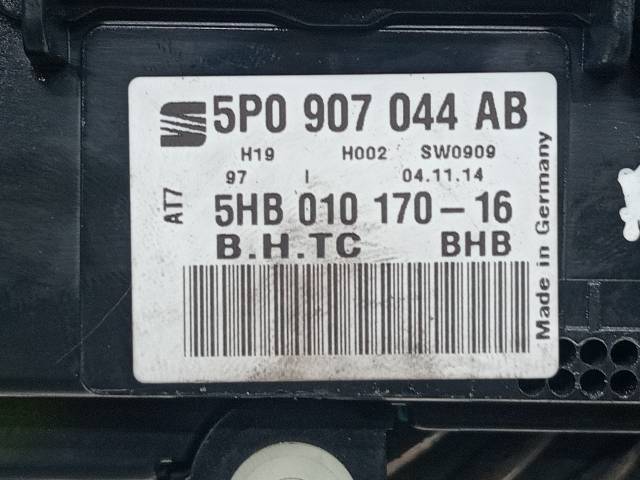 5P0 907 044 AB
H19 H002 SW0909
97 I 04.11.14
AT7
5HB 010 170-16
B.H.TC BHB
Made in Germany